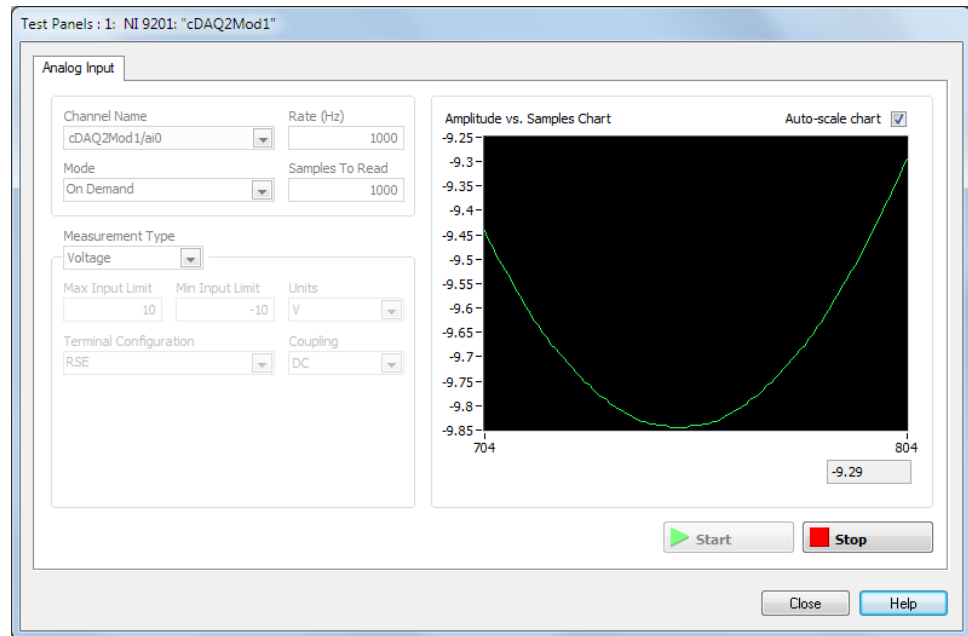 Test Panels : 1: NI 9201: "cDAQ2Mod1"
Analog Input
Channel Name
Rate (Hz)
cDAQ2Mod1/ai0
1000
Mode
Samples To Read
On Demand
1000
Measurement Type
Voltage
Max Input Limit
Min Input Limit
Units
10
-10
V
Terminal Configuration
Coupling
RSE
DC
Amplitude vs. Samples Chart
Auto-scale chart
-9.25
-9.3
-9.35
-9.4
-9.45
-9.5
-9.55
-9.6
-9.65
-9.7
-9.75
-9.8
-9.85
704
804
-9.29
Start
Stop
Close
Help